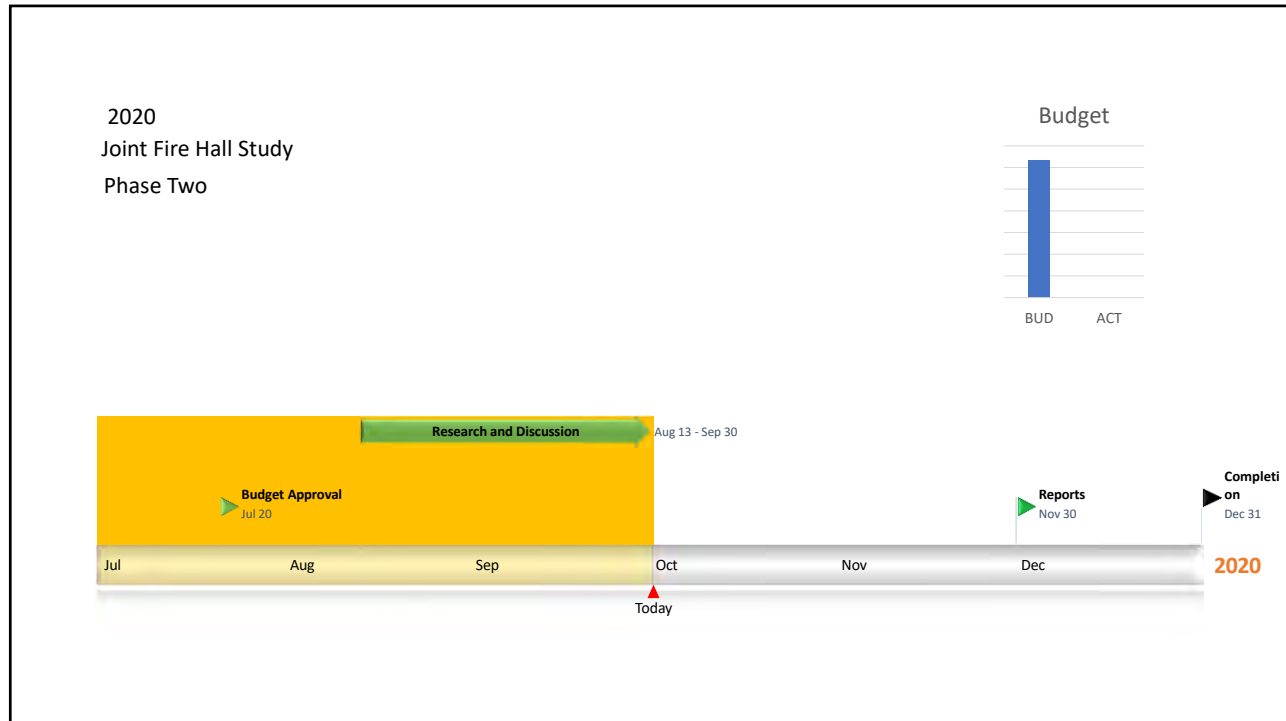 2020
Joint Fire Hall Study
Phase Two
Budget
BUD ACT
Research and Discussion Aug 13 - Sep 30
Budget Approval
Jul 20
Reports
Nov 30
Completi
on
Dec 31
Jul Aug Sep Oct Nov Dec 2020
Today